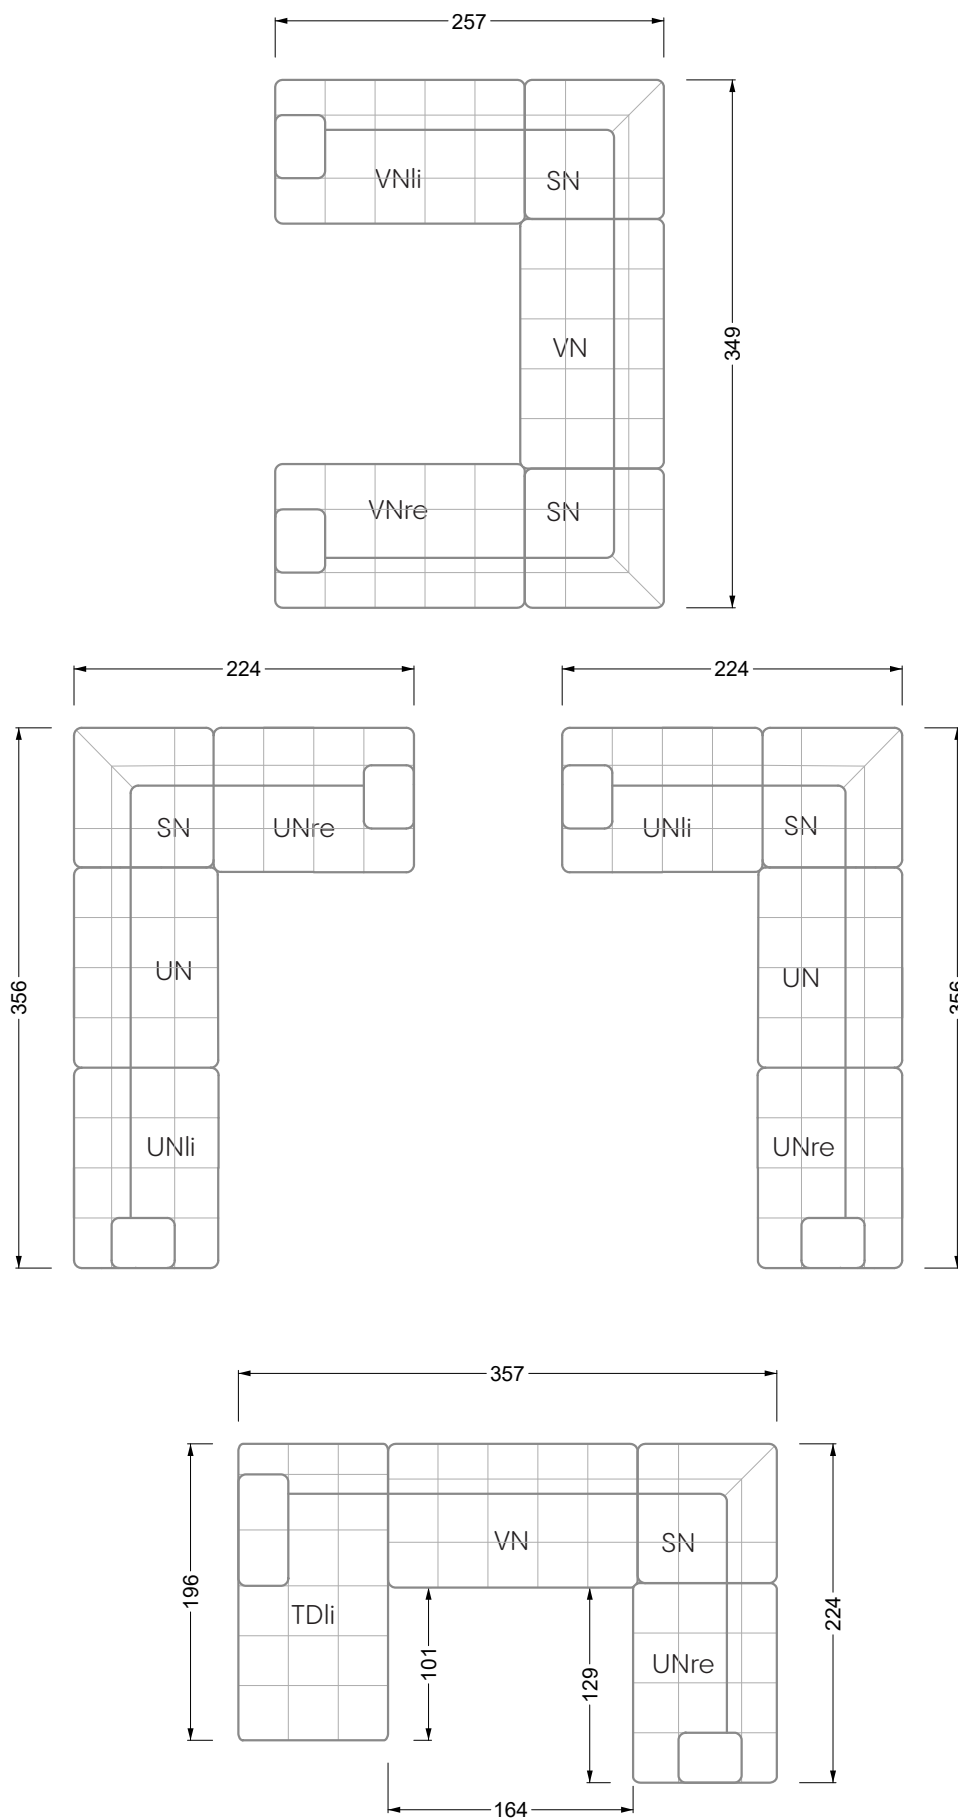 257
VNli
SN
VN
349
VNre
SN
224
224
SN
UNre
UNli
SN
UN
UN
356
356
UNli
UNre
357
VN
SN
196
TDli
101
129
UNre
224
164